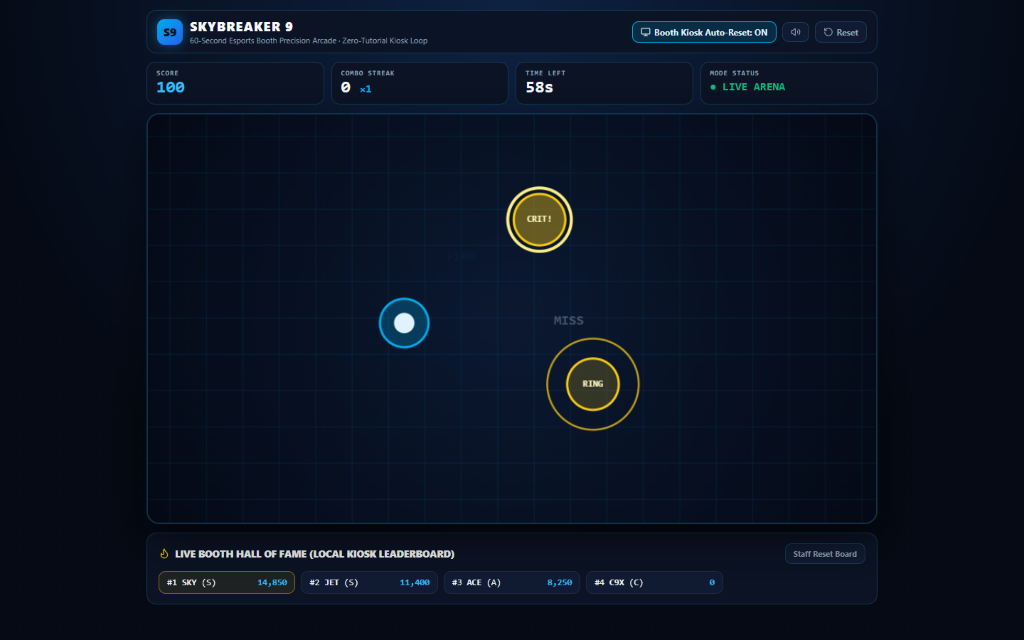 S9
SKYBREAKER 9
60-Second Esports Booth Precision Arcade · Zero-Tutorial Kiosk Loop
Booth Kiosk Auto-Reset: ON
Reset
SCORE
100
COMBO STREAK
0 ×1
TIME LEFT
58s
MODE STATUS
● LIVE ARENA
CRIT!
MISS
RING
LIVE BOOTH HALL OF FAME (LOCAL KIOSK LEADERBOARD)
Staff Reset Board
#1 SKY (S) 14,850
#2 JET (S) 11,400
#3 ACE (A) 8,250
#4 C9X (C) 0